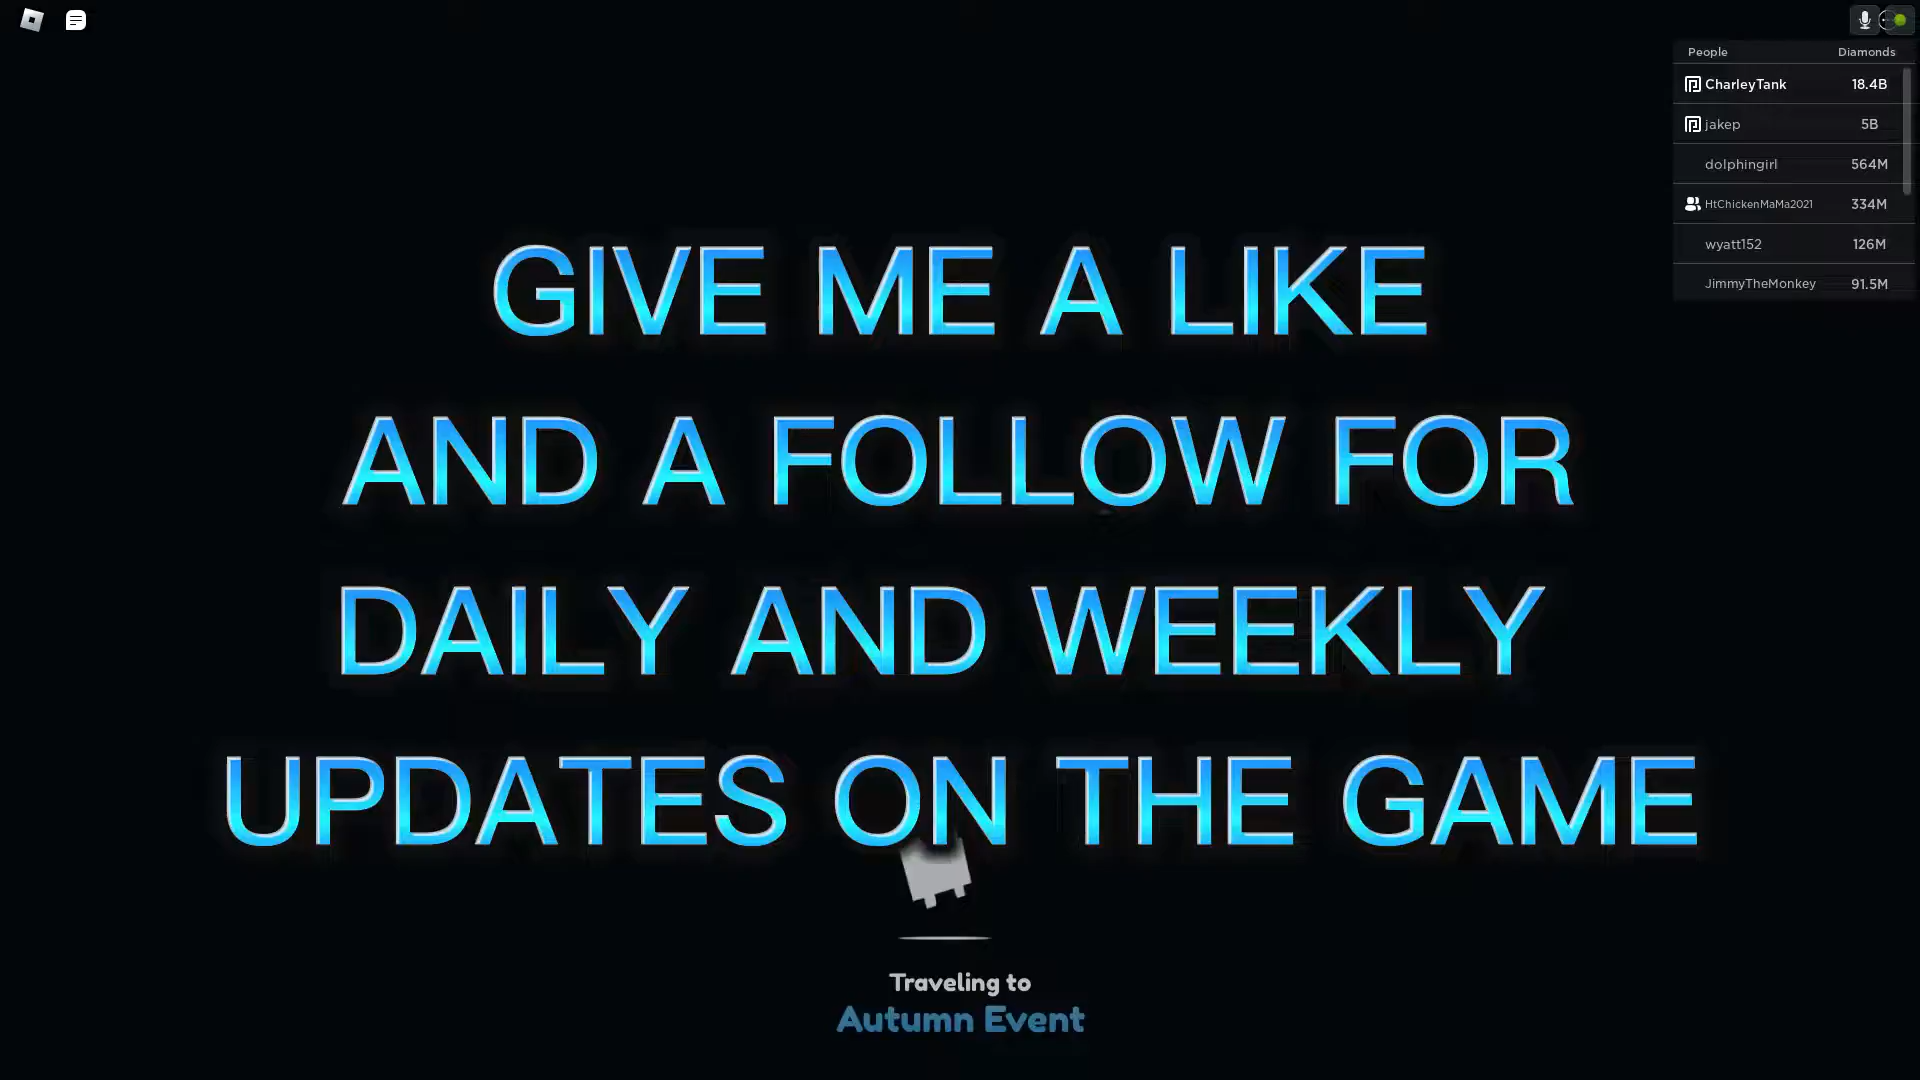 People Diamonds
CharleyTank 18.4B
jakep 5B
dolphingirl 564M
HtChickenMaMa2021 334M
wyatt152 126M
JimmyTheMonkey 91.5M
GIVE ME A LIKE
AND A FOLLOW FOR
DAILY AND WEEKLY
UPDATES ON THE GAME
Traveling to
Autumn Event